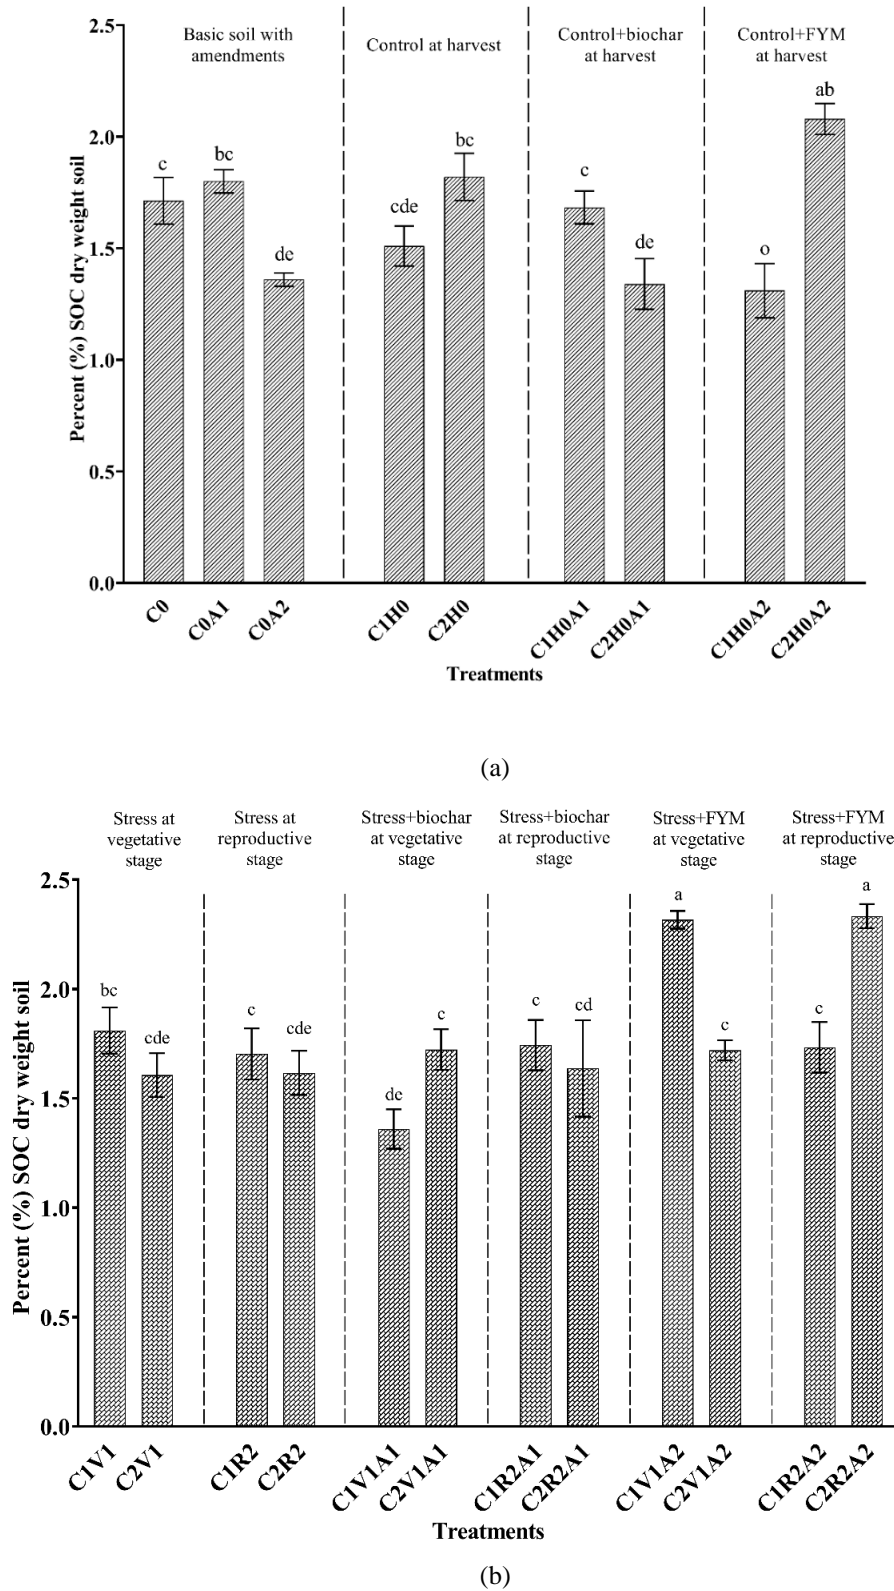 Basic soil with
amendments
Control at harvest
Control+biochar
at harvest
Control+FYM
at harvest
Percent (%) SOC dry weight soil
2.5
2.0
1.5
1.0
0.5
0.0
c
bc
de
cde
bc
c
de
o
ab
C0
C0A1
C0A2
C1H0
C2H0
C1H0A1
C2H0A1
C1H0A2
C2H0A2
Treatments
(a)
Stress at
vegetative
stage
Stress at
reproductive
stage
Stress+biochar
at vegetative
stage
Stress+biochar
at reproductive
stage
Stress+FYM
at vegetative
stage
Stress+FYM
at reproductive
stage
Percent (%) SOC dry weight soil
2.5
2.0
1.5
1.0
0.5
0.0
bc
cde
c
cde
de
c
c
cd
a
c
c
a
C1V1
C2V1
C1R2
C2R2
C1V1A1
C2V1A1
C1R2A1
C2R2A1
C1V1A2
C2V1A2
C1R2A2
C2R2A2
Treatments
(b)